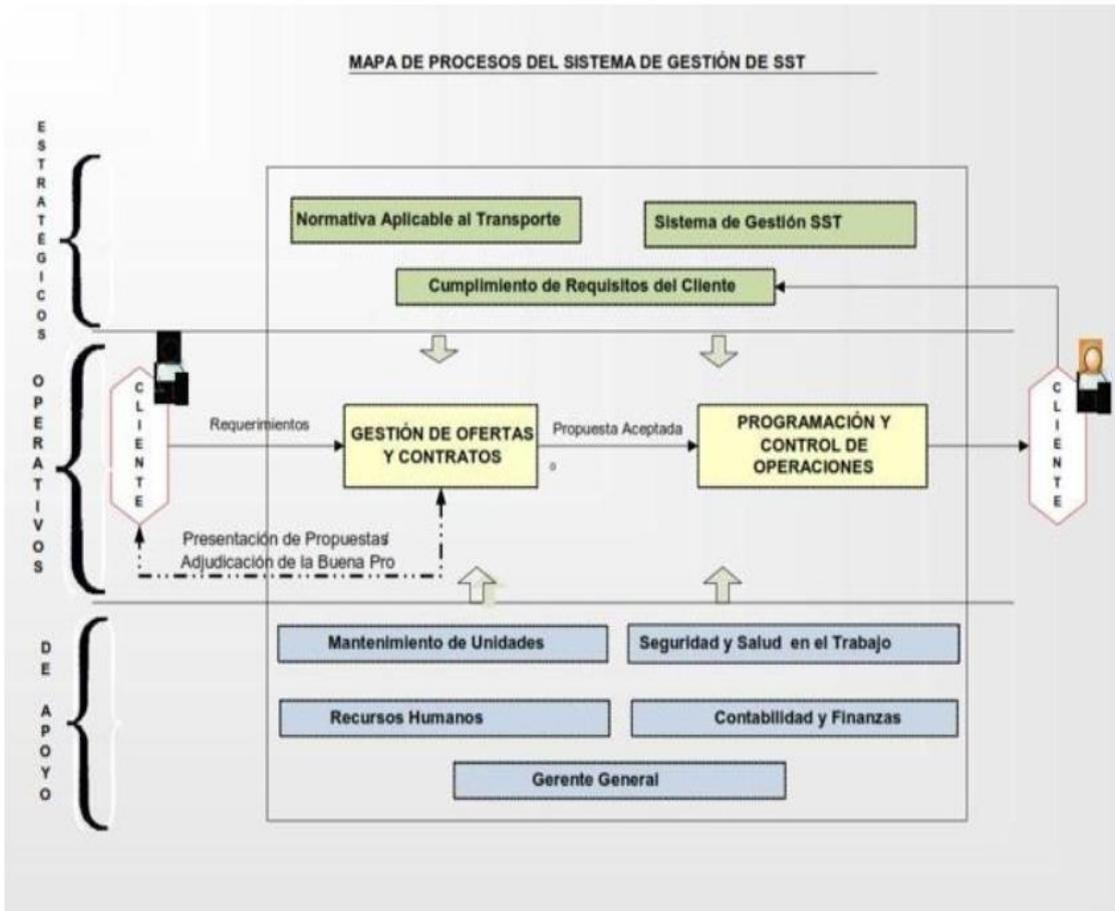 MAPA DE PROCESOS DEL SISTEMA DE GESTIÓN DE SST
ESTRATEGICOS
Normativa Aplicable al Transporte
Sistema de Gestión SST
Cumplimiento de Requisitos del Cliente
OPERATIVOS
CLIENTE
Requerimientos
GESTIÓN DE OFERTAS
Y CONTRATOS
Propuesta Aceptada
o
PROGRAMACIÓN Y
CONTROL DE
OPERACIONES
CLIENTE
Presentación de Propuestas/
Adjudicación de la Buena Pro
DE APOYO
Mantenimiento de Unidades
Seguridad y Salud en el Trabajo
Recursos Humanos
Contabilidad y Finanzas
Gerente General